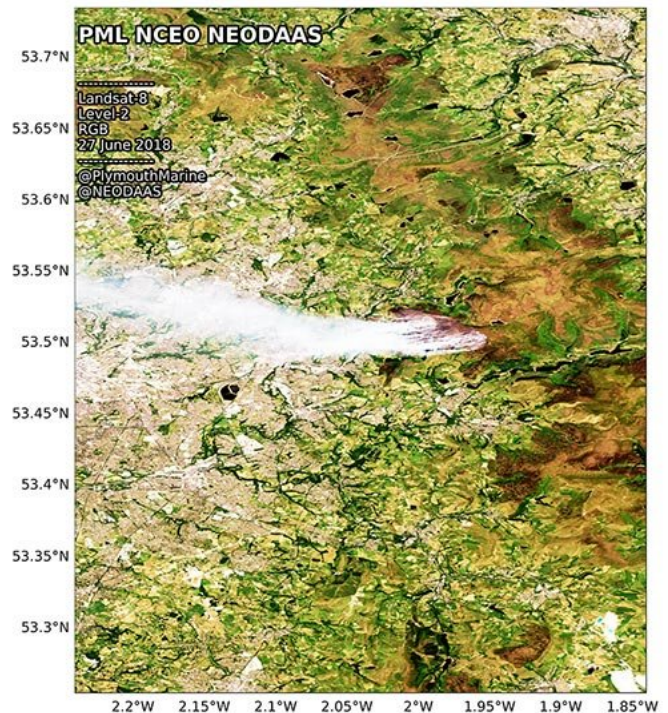 PML NCEO NEODAAS
--------------
Landsat-8
Level-2
RGB
27 June 2018
--------------
@PlymouthMarine
@NEODAAS
53.7°N
53.65°N
53.6°N
53.55°N
53.5°N
53.45°N
53.4°N
53.35°N
53.3°N
2.2°W 2.15°W 2.1°W 2.05°W 2°W 1.95°W 1.9°W 1.85°W